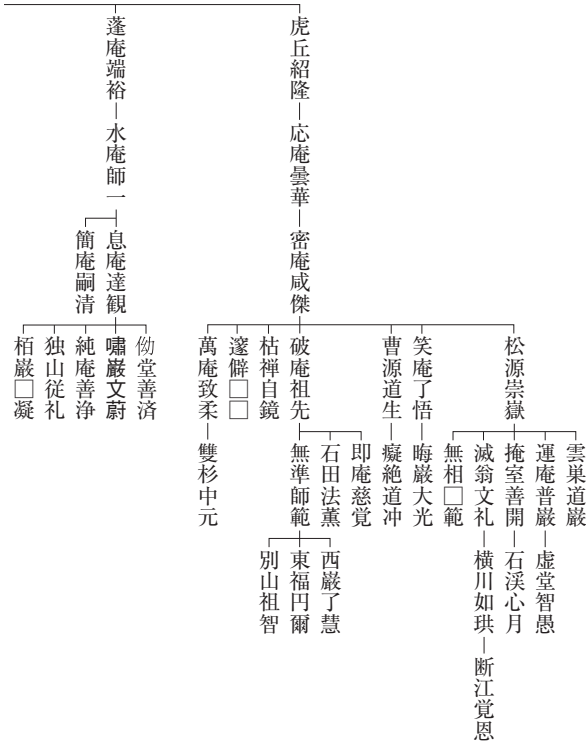 虎丘紹隆
応庵曇華
密庵咸傑
松源崇嶽
雲巣道巌
運庵普巌
虚堂智愚
掩室善開
石渓心月
滅翁文礼
横川如珙
断江覚恩
無相□範
笑庵了悟
晦巌大光
曹源道生
癡絶道冲
破庵祖先
即庵慈覚
石田法薫
無準師範
西巌了慧
東福円爾
別山祖智
枯禅自鏡
邃僻□□
萬庵致柔
雙杉中元
蓬庵端裕
水庵師一
息庵達観
㑃堂善済
嘯巌文蔚
純庵善浄
独山従礼
栢巌□凝
簡庵嗣清